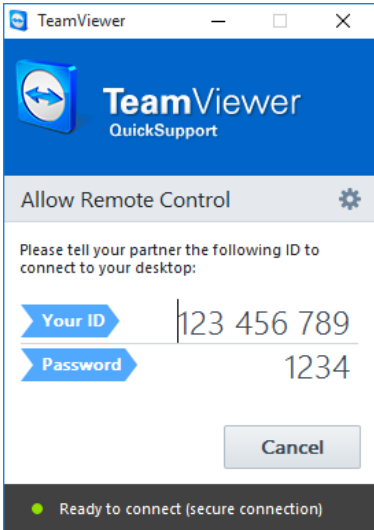 TeamViewer
TeamViewer
QuickSupport
Allow Remote Control
Please tell your partner the following ID to
connect to your desktop:
Your ID 123 456 789
Password 1234
Cancel
Ready to connect (secure connection)